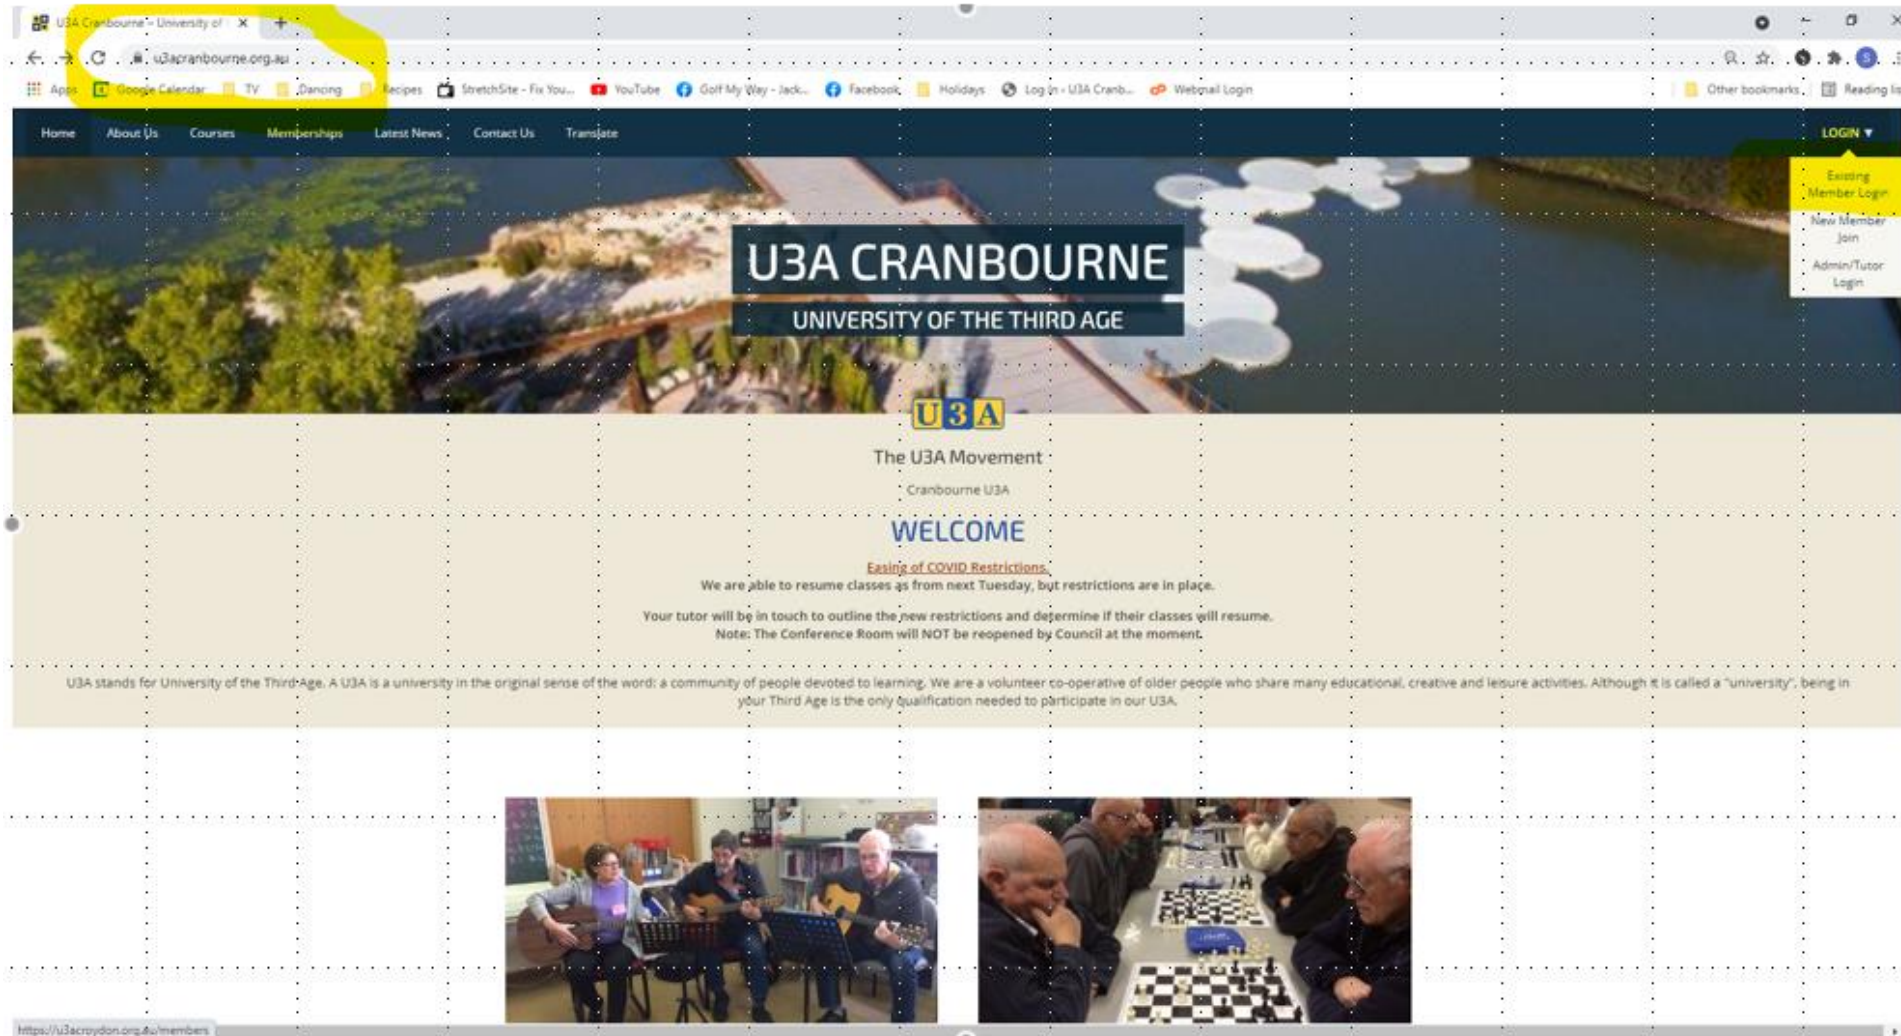 U3A Cranbourne – University of
u3acranbourne.org.au
Apps Google Calendar TV Dancing Recipes StretchSite - Fix You... YouTube Golf My Way - Jack... Facebook Holidays Log In ‹ U3A Cranb... Webmail Login Other bookmarks Reading lis
Home About Us Courses Memberships Latest News Contact Us Translate LOGIN ▼
Existing
Member Login
New Member
Join
Admin/Tutor
Login
U3A CRANBOURNE
UNIVERSITY OF THE THIRD AGE
U3A
The U3A Movement
Cranbourne U3A
WELCOME
Easing of COVID Restrictions.
We are able to resume classes as from next Tuesday, but restrictions are in place.
Your tutor will be in touch to outline the new restrictions and determine if their classes will resume.
Note: The Conference Room will NOT be reopened by Council at the moment.
U3A stands for University of the Third Age. A U3A is a university in the original sense of the word: a community of people devoted to learning. We are a volunteer co-operative of older people who share many educational, creative and leisure activities. Although it is called a "university", being in
your Third Age is the only qualification needed to participate in our U3A.
https://u3acroydon.org.au/members